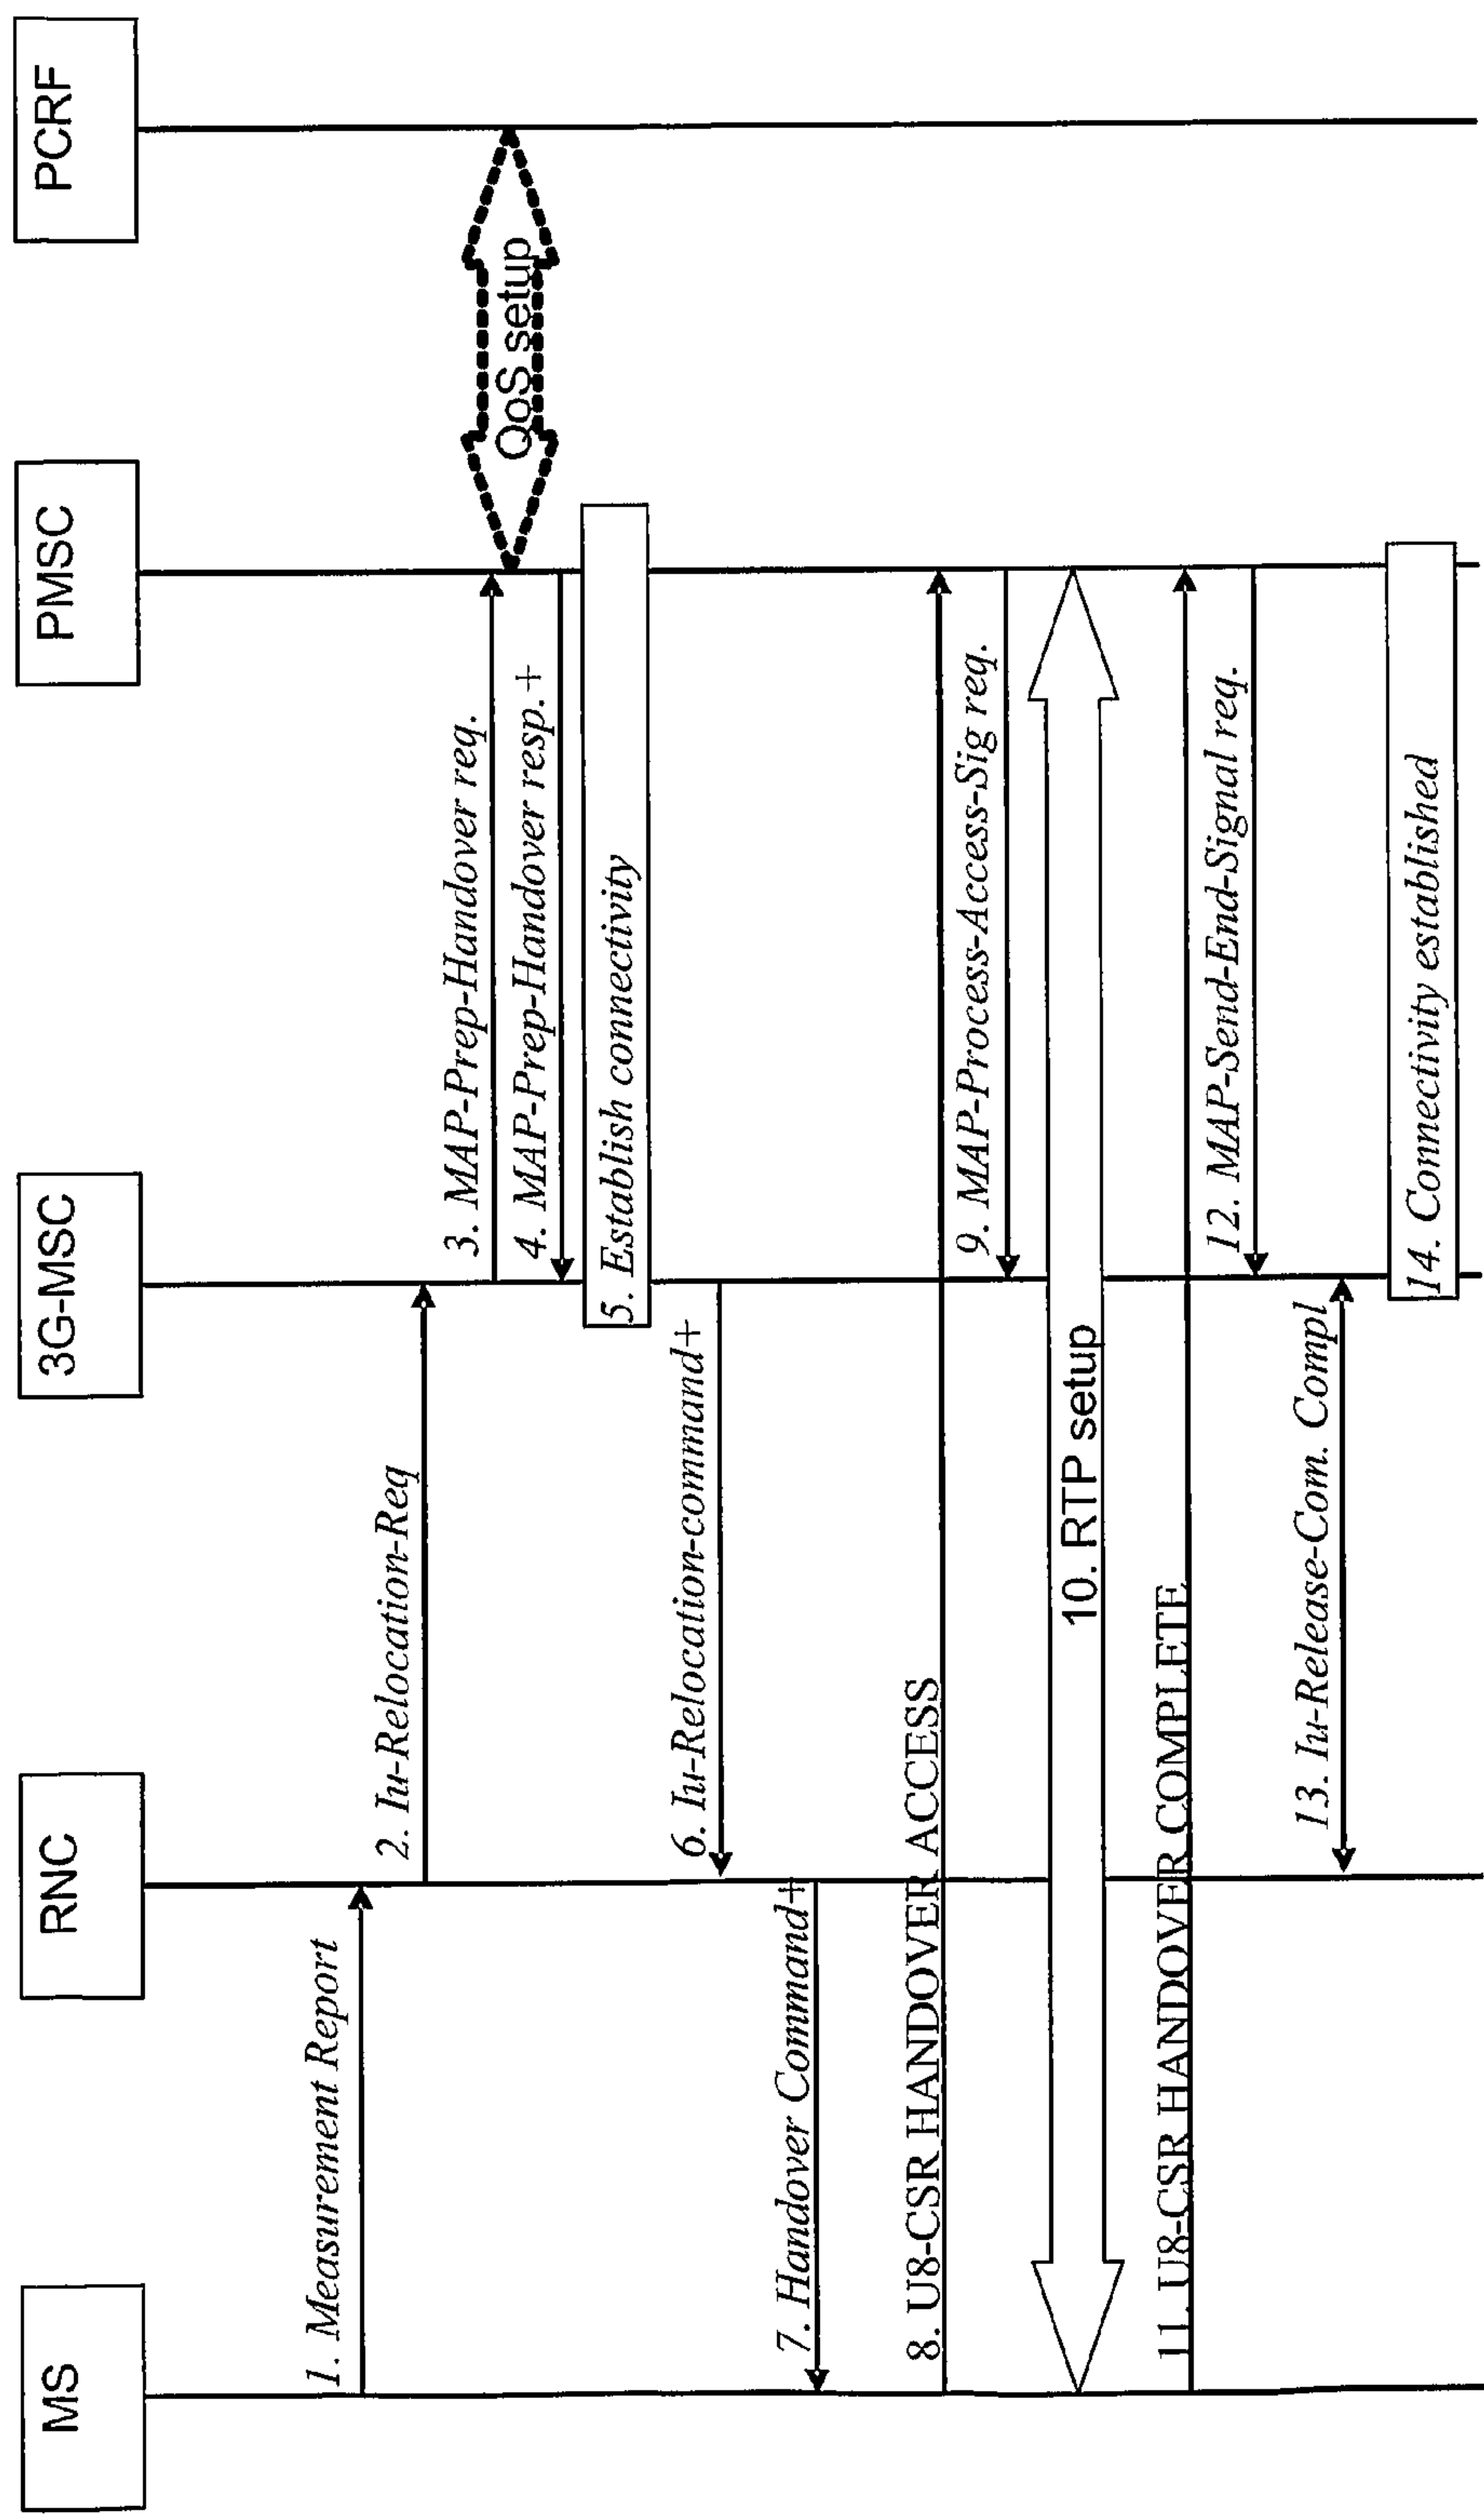 MS
RNC
3G-MSC
PMSC
PCRF
1. Measurement Report
2. Iu-Relocation-Req
3. MAP-Prep-Handover req.
QoS setup
4. MAP-Prep-Handover resp.+
5. Establish connectivity
6. Iu-Relocation-command+
7. Handover Command+
8. U8-CSR HANDOVER ACCESS
9. MAP-Process-Access-Sig req.
10. RTP setup
11. U8-CSR HANDOVER COMPLETE
12. MAP-Send-End-Signal req.
13. Iu-Release-Com. Compl
14. Connectivity established